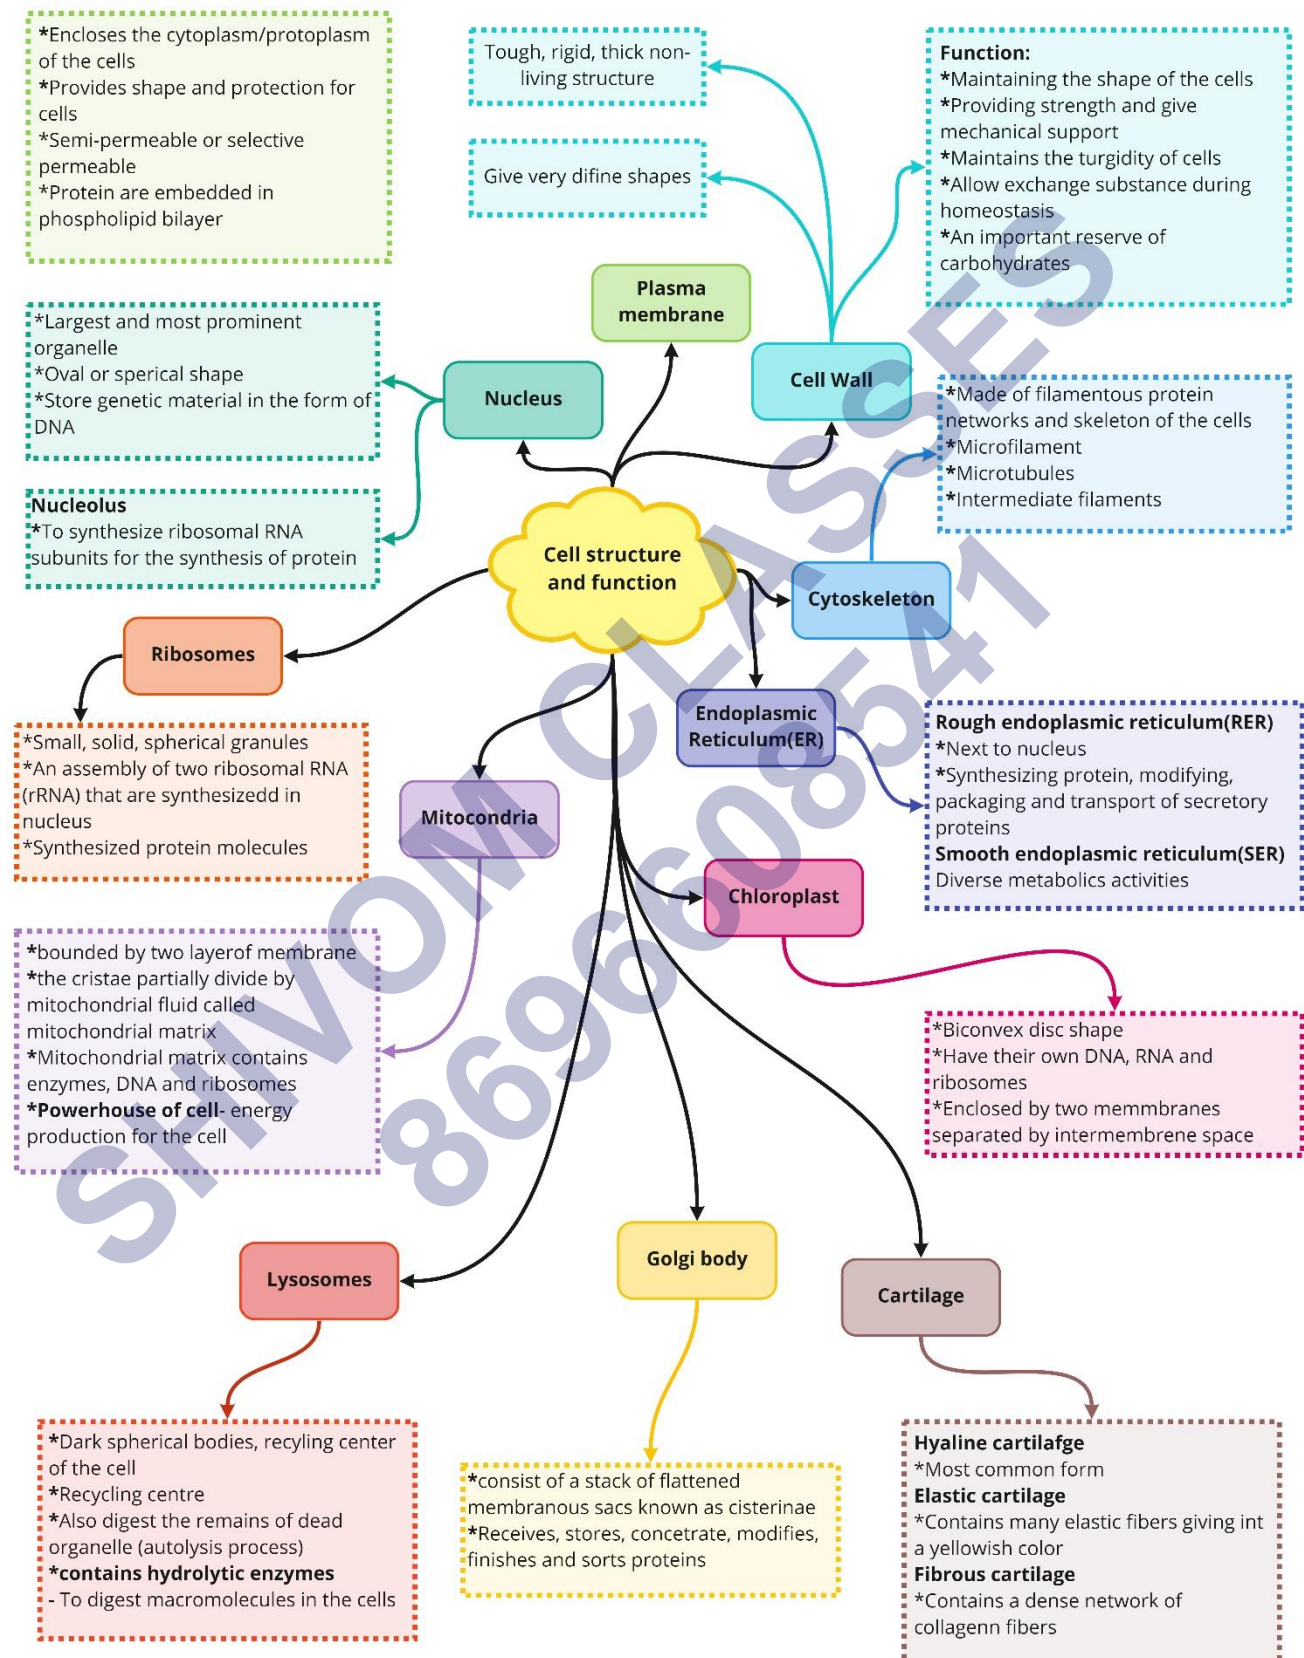 *Encloses the cytoplasm/protoplasm
of the cells
*Provides shape and protection for
cells
*Semi-permeable or selective
permeable
*Protein are embedded in
phospholipid bilayer
Tough, rigid, thick non-
living structure
Give very difine shapes
Function:
*Maintaining the shape of the cells
*Providing strength and give
mechanical support
*Maintains the turgidity of cells
*Allow exchange substance during
homeostasis
*An important reserve of
carbohydrates
Plasma
membrane
Cell Wall
Nucleus
*Largest and most prominent
organelle
*Oval or sperical shape
*Store genetic material in the form of
DNA
Nucleolus
*To synthesize ribosomal RNA
subunits for the synthesis of protein
*Made of filamentous protein
networks and skeleton of the cells
*Microfilament
*Microtubules
*Intermediate filaments
Cell structure
and function
Cytoskeleton
Ribosomes
*Small, solid, spherical granules
*An assembly of two ribosomal RNA
(rRNA) that are synthesizedd in
nucleus
*Synthesized protein molecules
Endoplasmic
Reticulum(ER)
Rough endoplasmic reticulum(RER)
*Next to nucleus
*Synthesizing protein, modifying,
packaging and transport of secretory
proteins
Smooth endoplasmic reticulum(SER)
Diverse metabolics activities
Mitocondria
*bounded by two layerof membrane
*the cristae partially divide by
mitochondrial fluid called
mitochondrial matrix
*Mitochondrial matrix contains
enzymes, DNA and ribosomes
*Powerhouse of cell- energy
production for the cell
Chloroplast
*Biconvex disc shape
*Have their own DNA, RNA and
ribosomes
*Enclosed by two memmbranes
separated by intermembrene space
Lysosomes
*Dark spherical bodies, recyling center
of the cell
*Recycling centre
*Also digest the remains of dead
organelle (autolysis process)
*contains hydrolytic enzymes
- To digest macromolecules in the cells
Golgi body
*consist of a stack of flattened
membranous sacs known as cisterinae
*Receives, stores, concetrate, modifies,
finishes and sorts proteins
Cartilage
Hyaline cartilafge
*Most common form
Elastic cartilage
*Contains many elastic fibers giving int
a yellowish color
Fibrous cartilage
*Contains a dense network of
collagenn fibers
SHIVOM CLASSES
8696608541